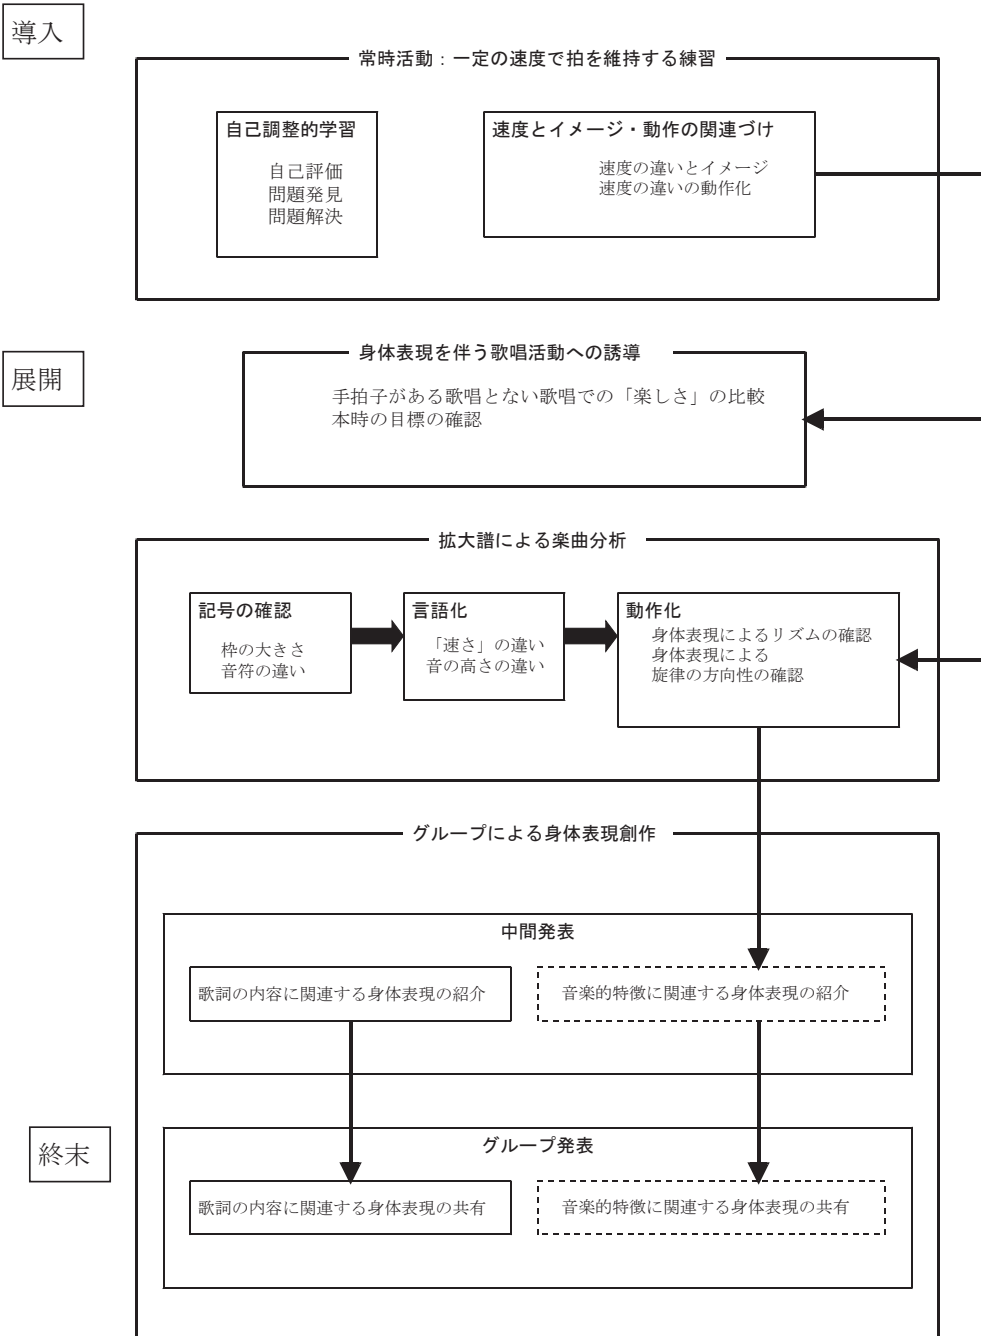 導入
常時活動：一定の速度で拍を維持する練習
自己調整的学習
自己評価
問題発見
問題解決
速度とイメージ・動作の関連づけ
速度の違いとイメージ
速度の違いの動作化
展開
身体表現を伴う歌唱活動への誘導
手拍子がある歌唱とない歌唱での「楽しさ」の比較
本時の目標の確認
拡大譜による楽曲分析
記号の確認
枠の大きさ
音符の違い
言語化
「速さ」の違い
音の高さの違い
動作化
身体表現によるリズムの確認
身体表現による
旋律の方向性の確認
グループによる身体表現創作
中間発表
歌詞の内容に関連する身体表現の紹介
音楽的特徴に関連する身体表現の紹介
終末
グループ発表
歌詞の内容に関連する身体表現の共有
音楽的特徴に関連する身体表現の共有